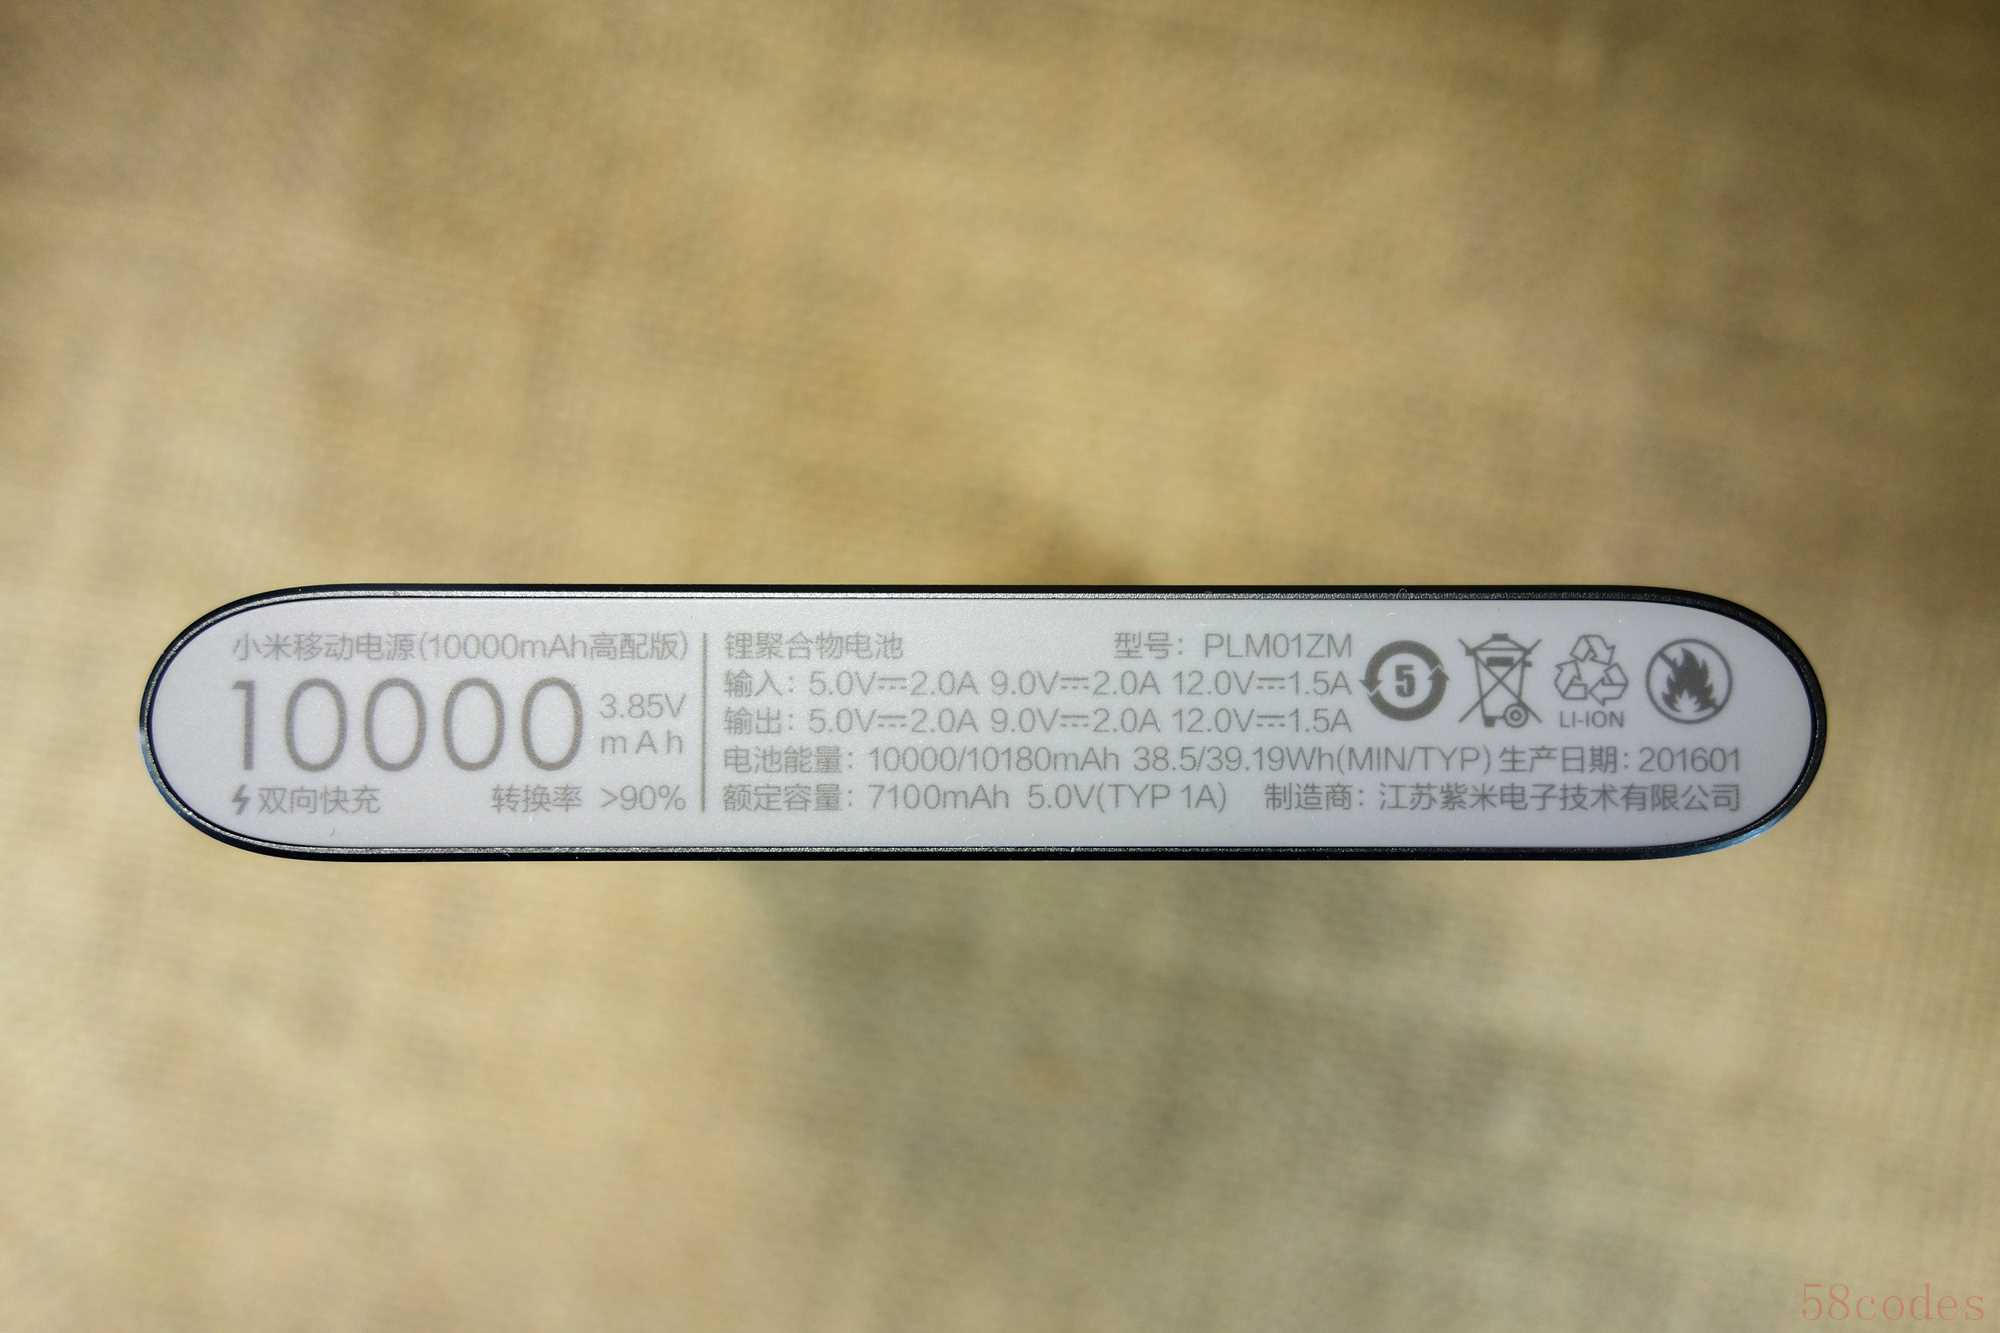 小米移动电源(10000mAh高配版)
10000 3.85V
mAh
双向快充 转换率 >90%
锂聚合物电池 型号：PLM01ZM
输入：5.0V⎓2.0A 9.0V⎓2.0A 12.0V⎓1.5A
输出：5.0V⎓2.0A 9.0V⎓2.0A 12.0V⎓1.5A
电池能量：10000/10180mAh 38.5/39.19Wh(MIN/TYP) 生产日期：201601
额定容量：7100mAh 5.0V(TYP 1A) 制造商：江苏紫米电子技术有限公司
5
LI-ION
58codes